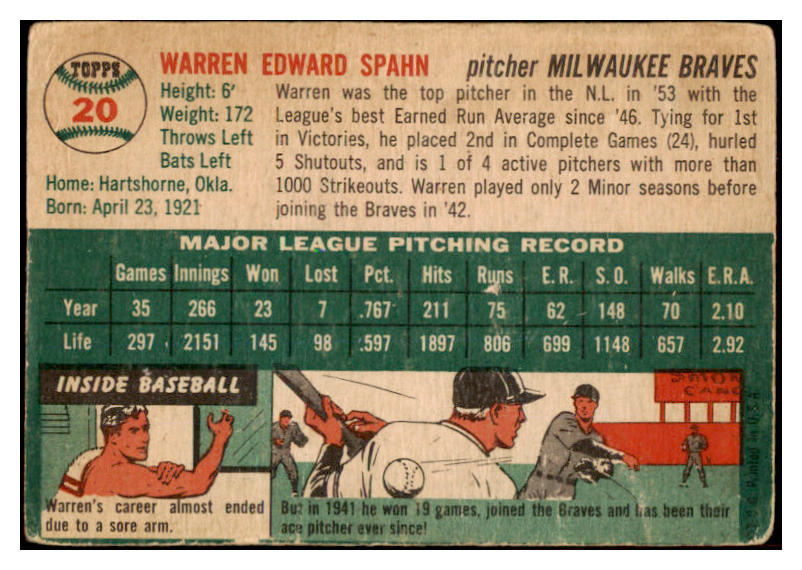 TOPPS
20
WARREN EDWARD SPAHN
pitcher MILWAUKEE BRAVES
Height: 6'
Weight: 172
Throws Left
Bats Left
Home: Hartshorne, Okla.
Born: April 23, 1921
Warren was the top pitcher in the N.L. in '53 with the
League's best Earned Run Average since '46. Tying for 1st
in Victories, he placed 2nd in Complete Games (24), hurled
5 Shutouts, and is 1 of 4 active pitchers with more than
1000 Strikeouts. Warren played only 2 Minor seasons before
joining the Braves in '42.
MAJOR LEAGUE PITCHING RECORD
Games Innings Won Lost Pct. Hits Runs E.R. S.O. Walks E.R.A.
Year 35 266 23 7 .767 211 75 62 148 70 2.10
Life 297 2151 145 98 .597 1897 806 699 1148 657 2.92
INSIDE BASEBALL
Warren's career almost ended
due to a sore arm.
But in 1941 he won 19 games, joined the Braves and has been their
ace pitcher ever since!
Printed in U.S.A.